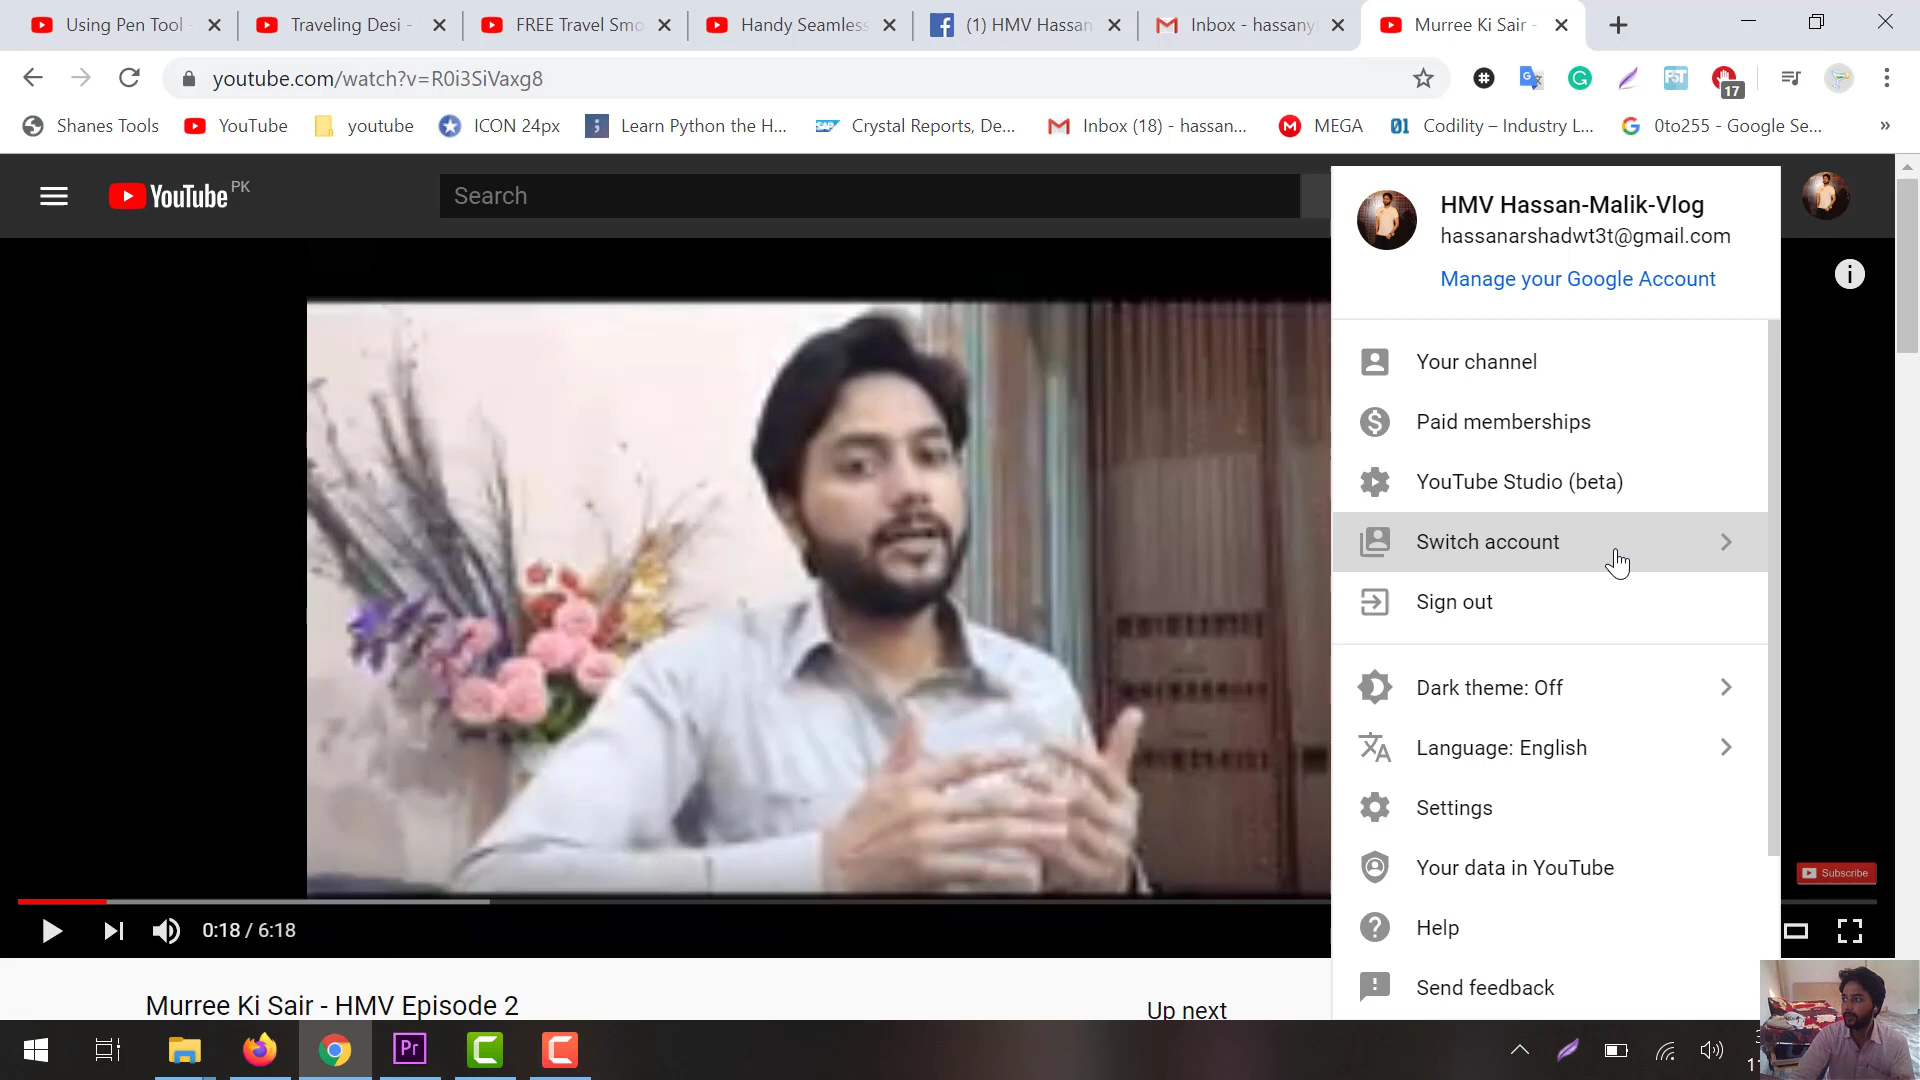 Using Pen Tool -
Traveling Desi -
FREE Travel Smo
Handy Seamless
(1) HMV Hassan
Inbox - hassany
Murree Ki Sair -
youtube.com/watch?v=R0i3SiVaxg8
17
Shanes Tools
YouTube
youtube
ICON 24px
Learn Python the H...
Crystal Reports, De...
Inbox (18) - hassan...
MEGA
Codility – Industry L...
0to255 - Google Se...
»
YouTube PK
Search
HMV Hassan-Malik-Vlog
hassanarshadwt3t@gmail.com
Manage your Google Account
Your channel
Paid memberships
YouTube Studio (beta)
Switch account
Sign out
Dark theme: Off
Language: English
Settings
Your data in YouTube
Help
Send feedback
Subscribe
0:18 / 6:18
Murree Ki Sair - HMV Episode 2
Up next
Pr